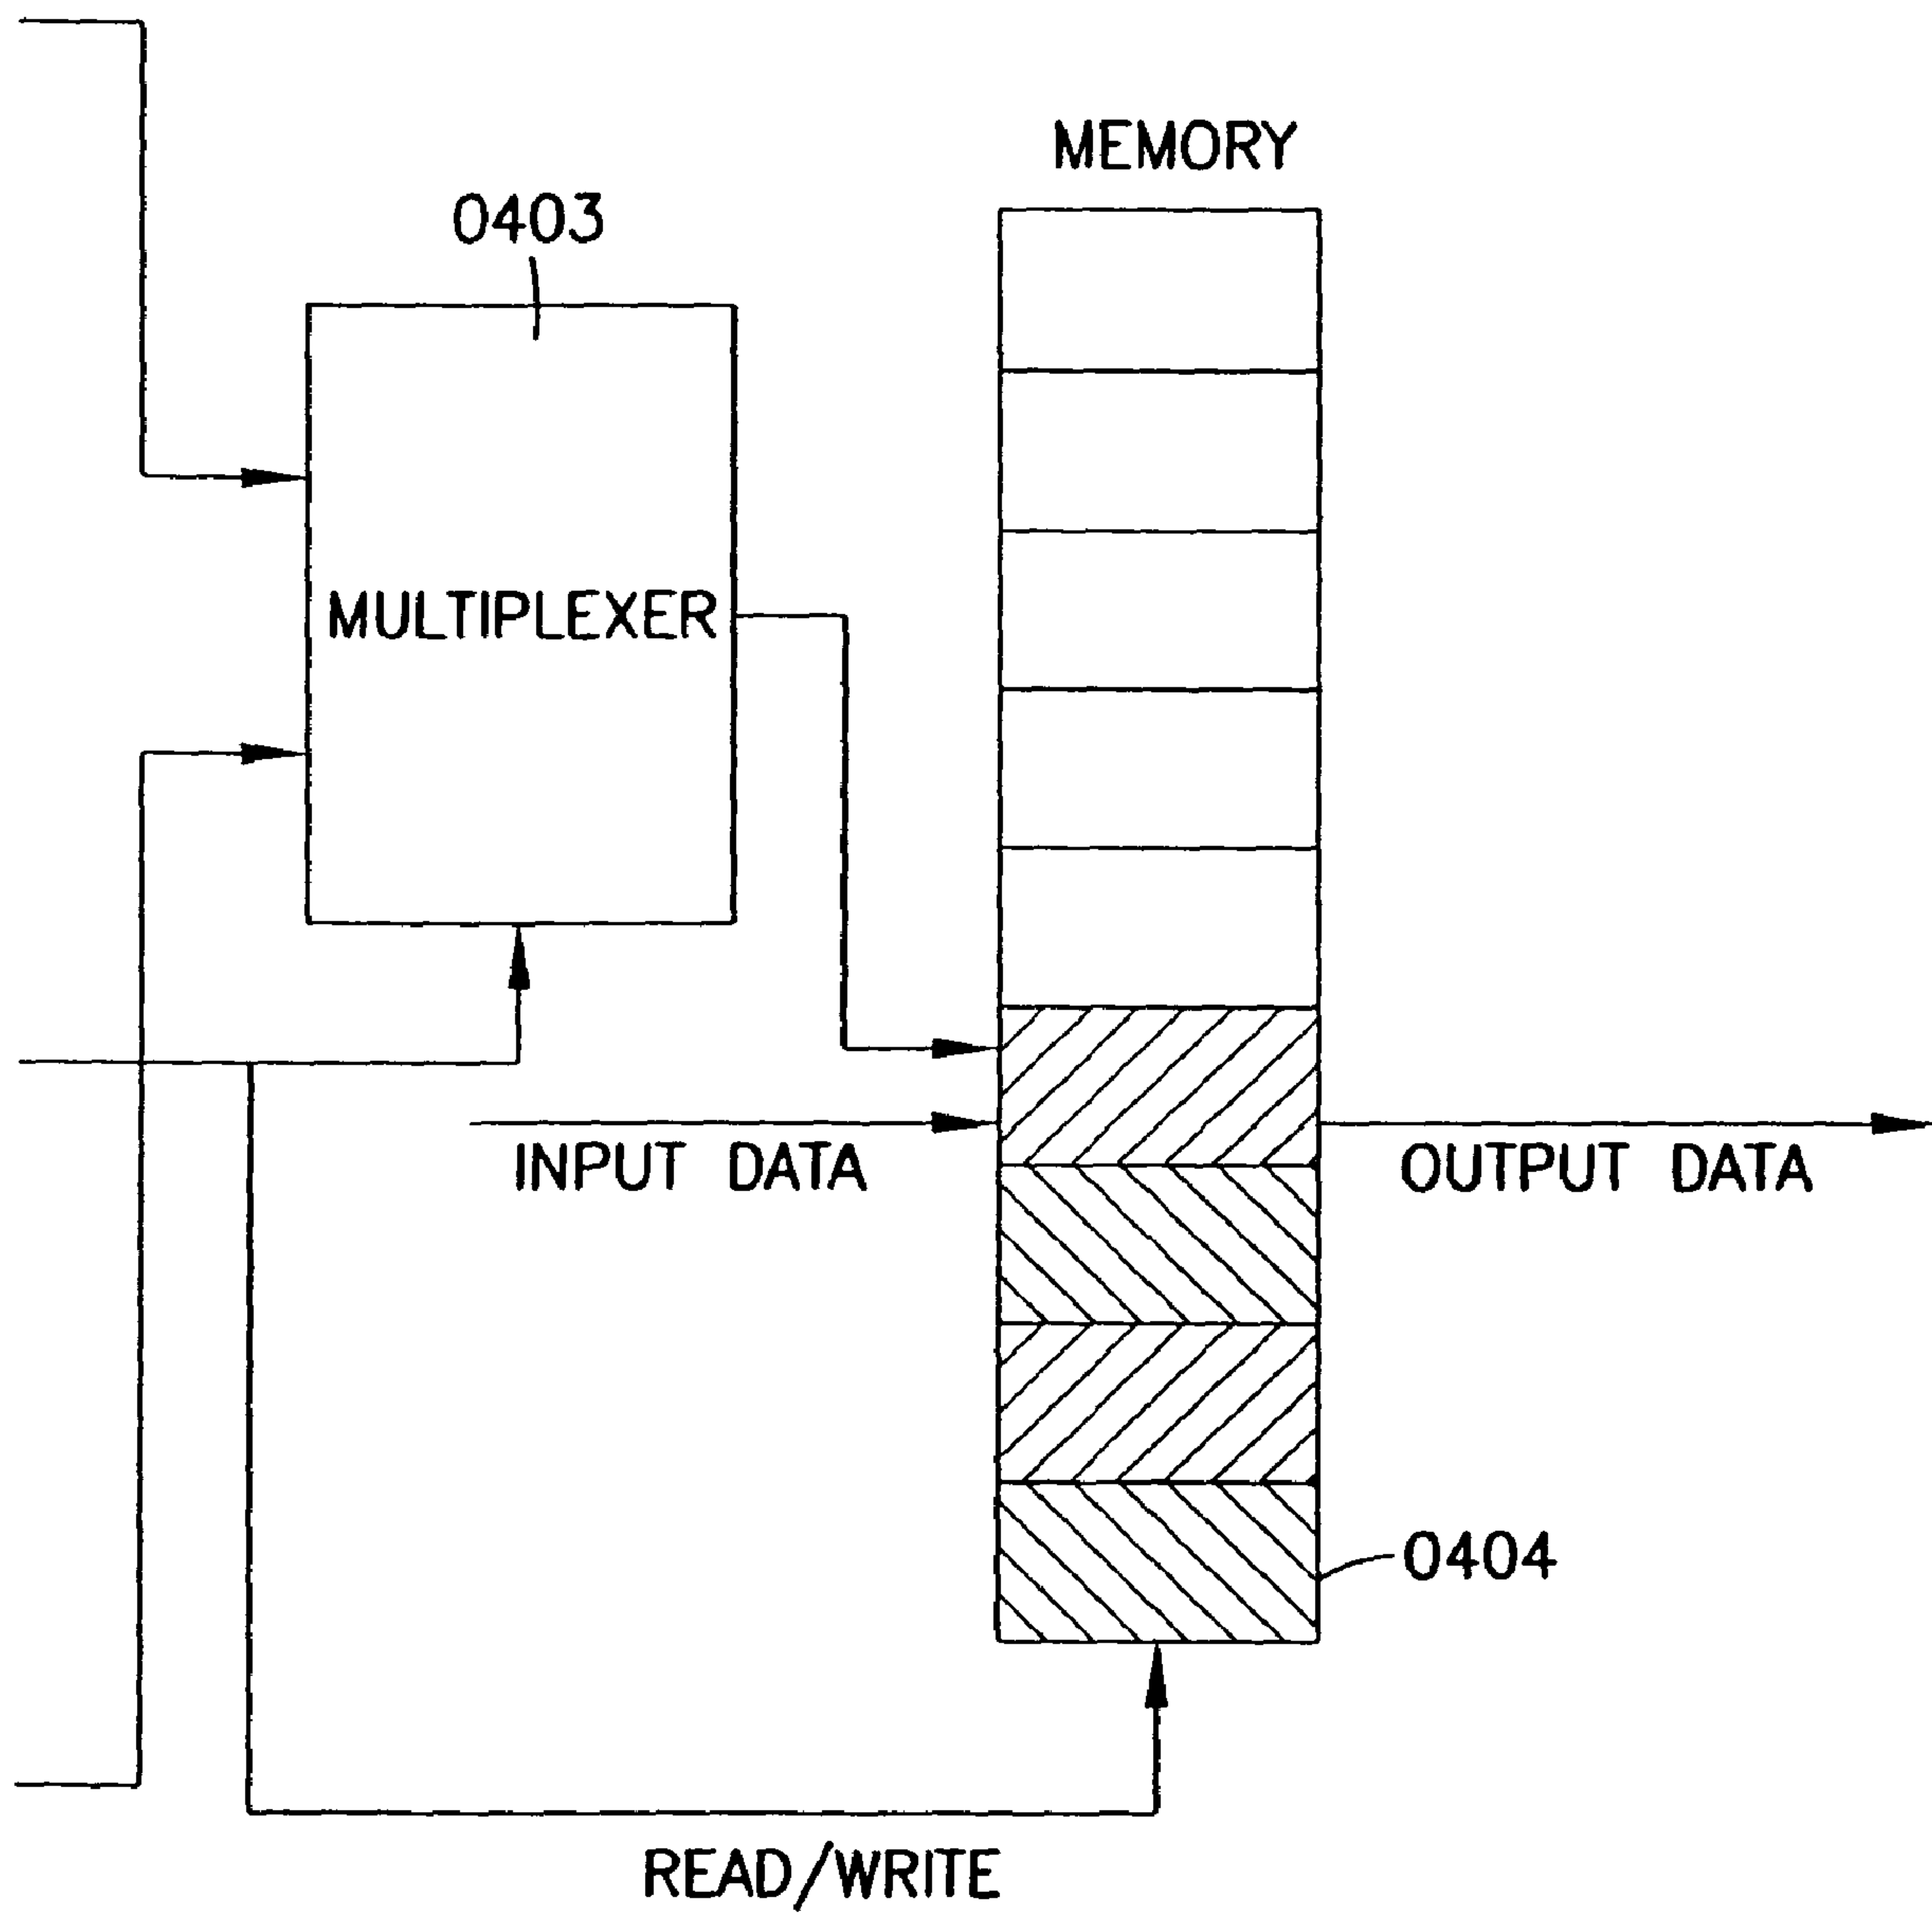 MEMORY
0403
MULTIPLEXER
INPUT DATA
OUTPUT DATA
0404
READ/WRITE